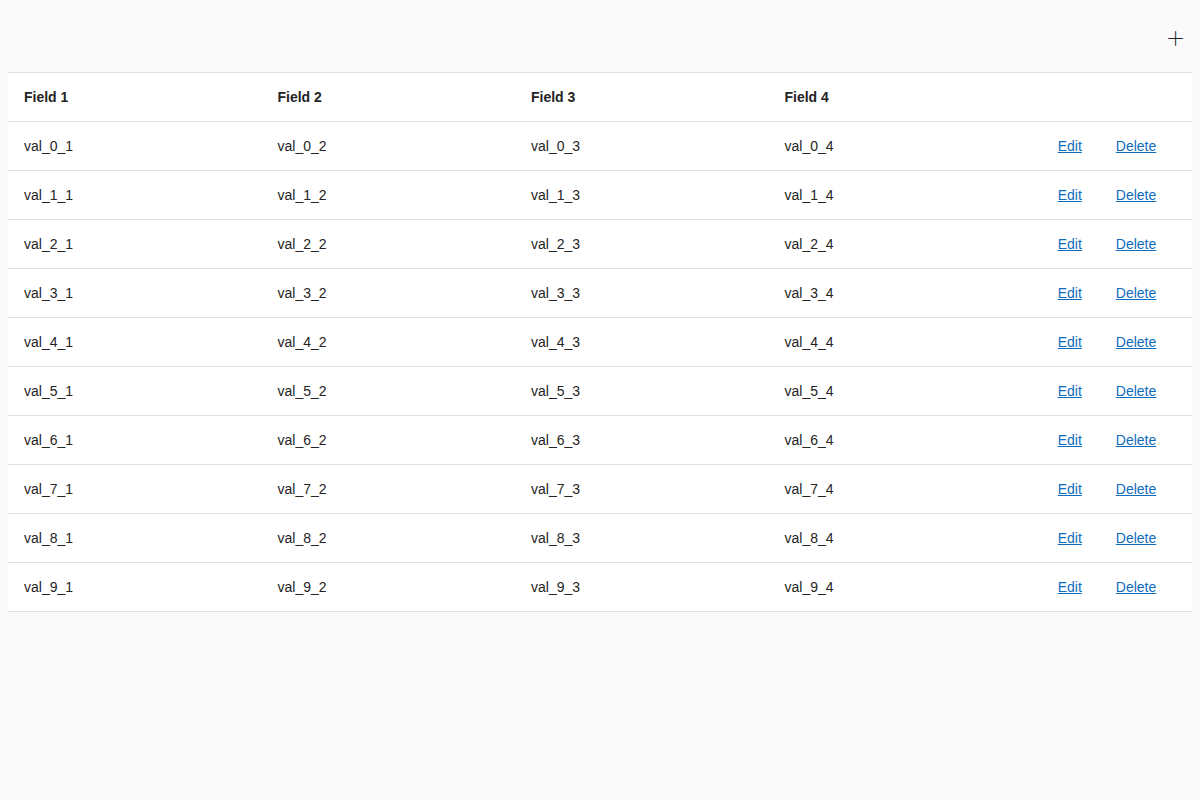 Field 1 Field 2 Field 3 Field 4
val_0_1 val_0_2 val_0_3 val_0_4 Edit Delete
val_1_1 val_1_2 val_1_3 val_1_4 Edit Delete
val_2_1 val_2_2 val_2_3 val_2_4 Edit Delete
val_3_1 val_3_2 val_3_3 val_3_4 Edit Delete
val_4_1 val_4_2 val_4_3 val_4_4 Edit Delete
val_5_1 val_5_2 val_5_3 val_5_4 Edit Delete
val_6_1 val_6_2 val_6_3 val_6_4 Edit Delete
val_7_1 val_7_2 val_7_3 val_7_4 Edit Delete
val_8_1 val_8_2 val_8_3 val_8_4 Edit Delete
val_9_1 val_9_2 val_9_3 val_9_4 Edit Delete